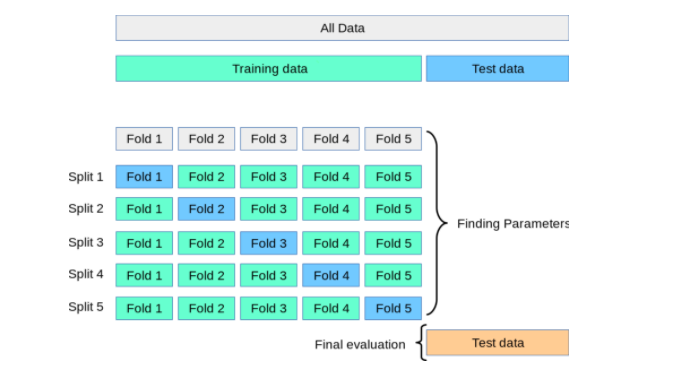 All Data
Training data Test data
Fold 1 Fold 2 Fold 3 Fold 4 Fold 5
Split 1 Fold 1 Fold 2 Fold 3 Fold 4 Fold 5
Split 2 Fold 1 Fold 2 Fold 3 Fold 4 Fold 5
Finding Parameters
Split 3 Fold 1 Fold 2 Fold 3 Fold 4 Fold 5
Split 4 Fold 1 Fold 2 Fold 3 Fold 4 Fold 5
Split 5 Fold 1 Fold 2 Fold 3 Fold 4 Fold 5
Final evaluation Test data